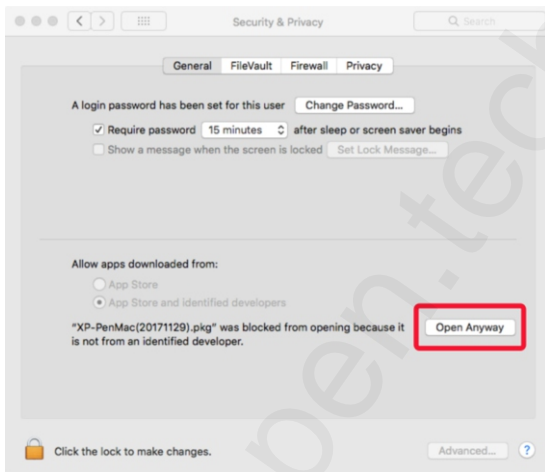 Security & Privacy
Search
General FileVault Firewall Privacy
A login password has been set for this user Change Password...
Require password 15 minutes after sleep or screen saver begins
Show a message when the screen is locked Set Lock Message...
Allow apps downloaded from:
App Store
App Store and identified developers
"XP-PenMac(20171129).pkg" was blocked from opening because it Open Anyway
is not from an identified developer.
Click the lock to make changes.
Advanced... ?
pen.tec